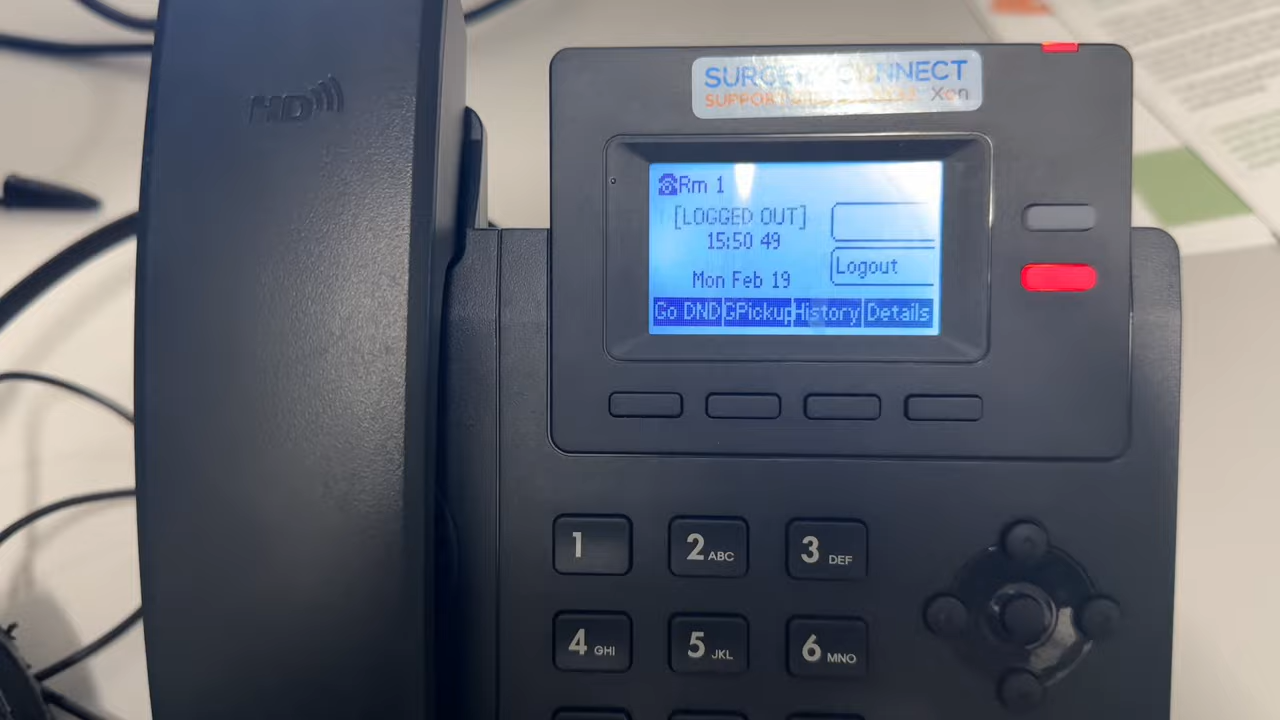 HD
SURGERY CONNECT
SUPPORT Xon
Rm 1
[LOGGED OUT]
15:50 49
Logout
Mon Feb 19
Go DND GPickup History Details
1
2 ABC
3 DEF
4 GHI
5 JKL
6 MNO